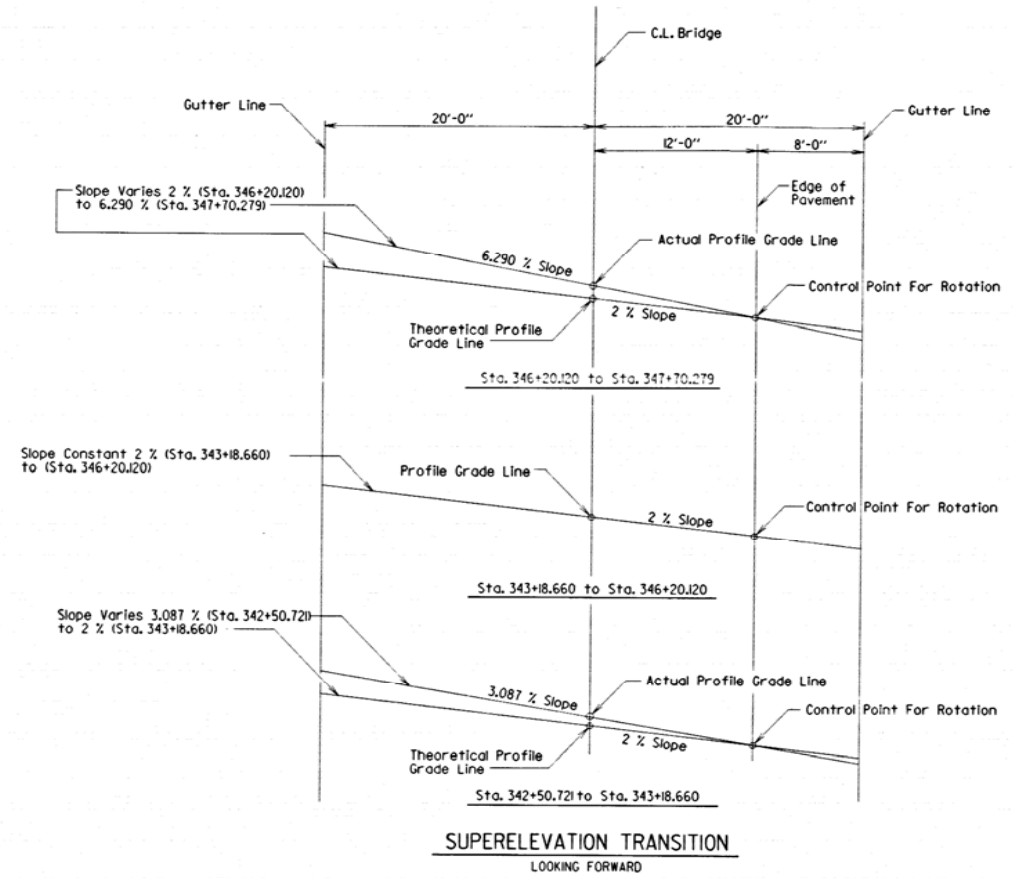 C.L. Bridge
Gutter Line
Gutter Line
20'-0"
20'-0"
12'-0"
8'-0"
Slope Varies 2 % (Sta. 346+20.120)
to 6.290 % (Sta. 347+70.279)
Edge of
Pavement
Actual Profile Grade Line
6.290 % Slope
Control Point For Rotation
2 % Slope
Theoretical Profile
Grade Line
Sta. 346+20.120 to Sta. 347+70.279
Slope Constant 2 % (Sta. 343+18.660)
to (Sta. 346+20.120)
Profile Grade Line
2 % Slope
Control Point For Rotation
Sta. 343+18.660 to Sta. 346+20.120
Slope Varies 3.087 % (Sta. 342+50.721)
to 2 % (Sta. 343+18.660)
Actual Profile Grade Line
3.087 % Slope
Control Point For Rotation
2 % Slope
Theoretical Profile
Grade Line
Sta. 342+50.721 to Sta. 343+18.660
SUPERELEVATION TRANSITION
LOOKING FORWARD